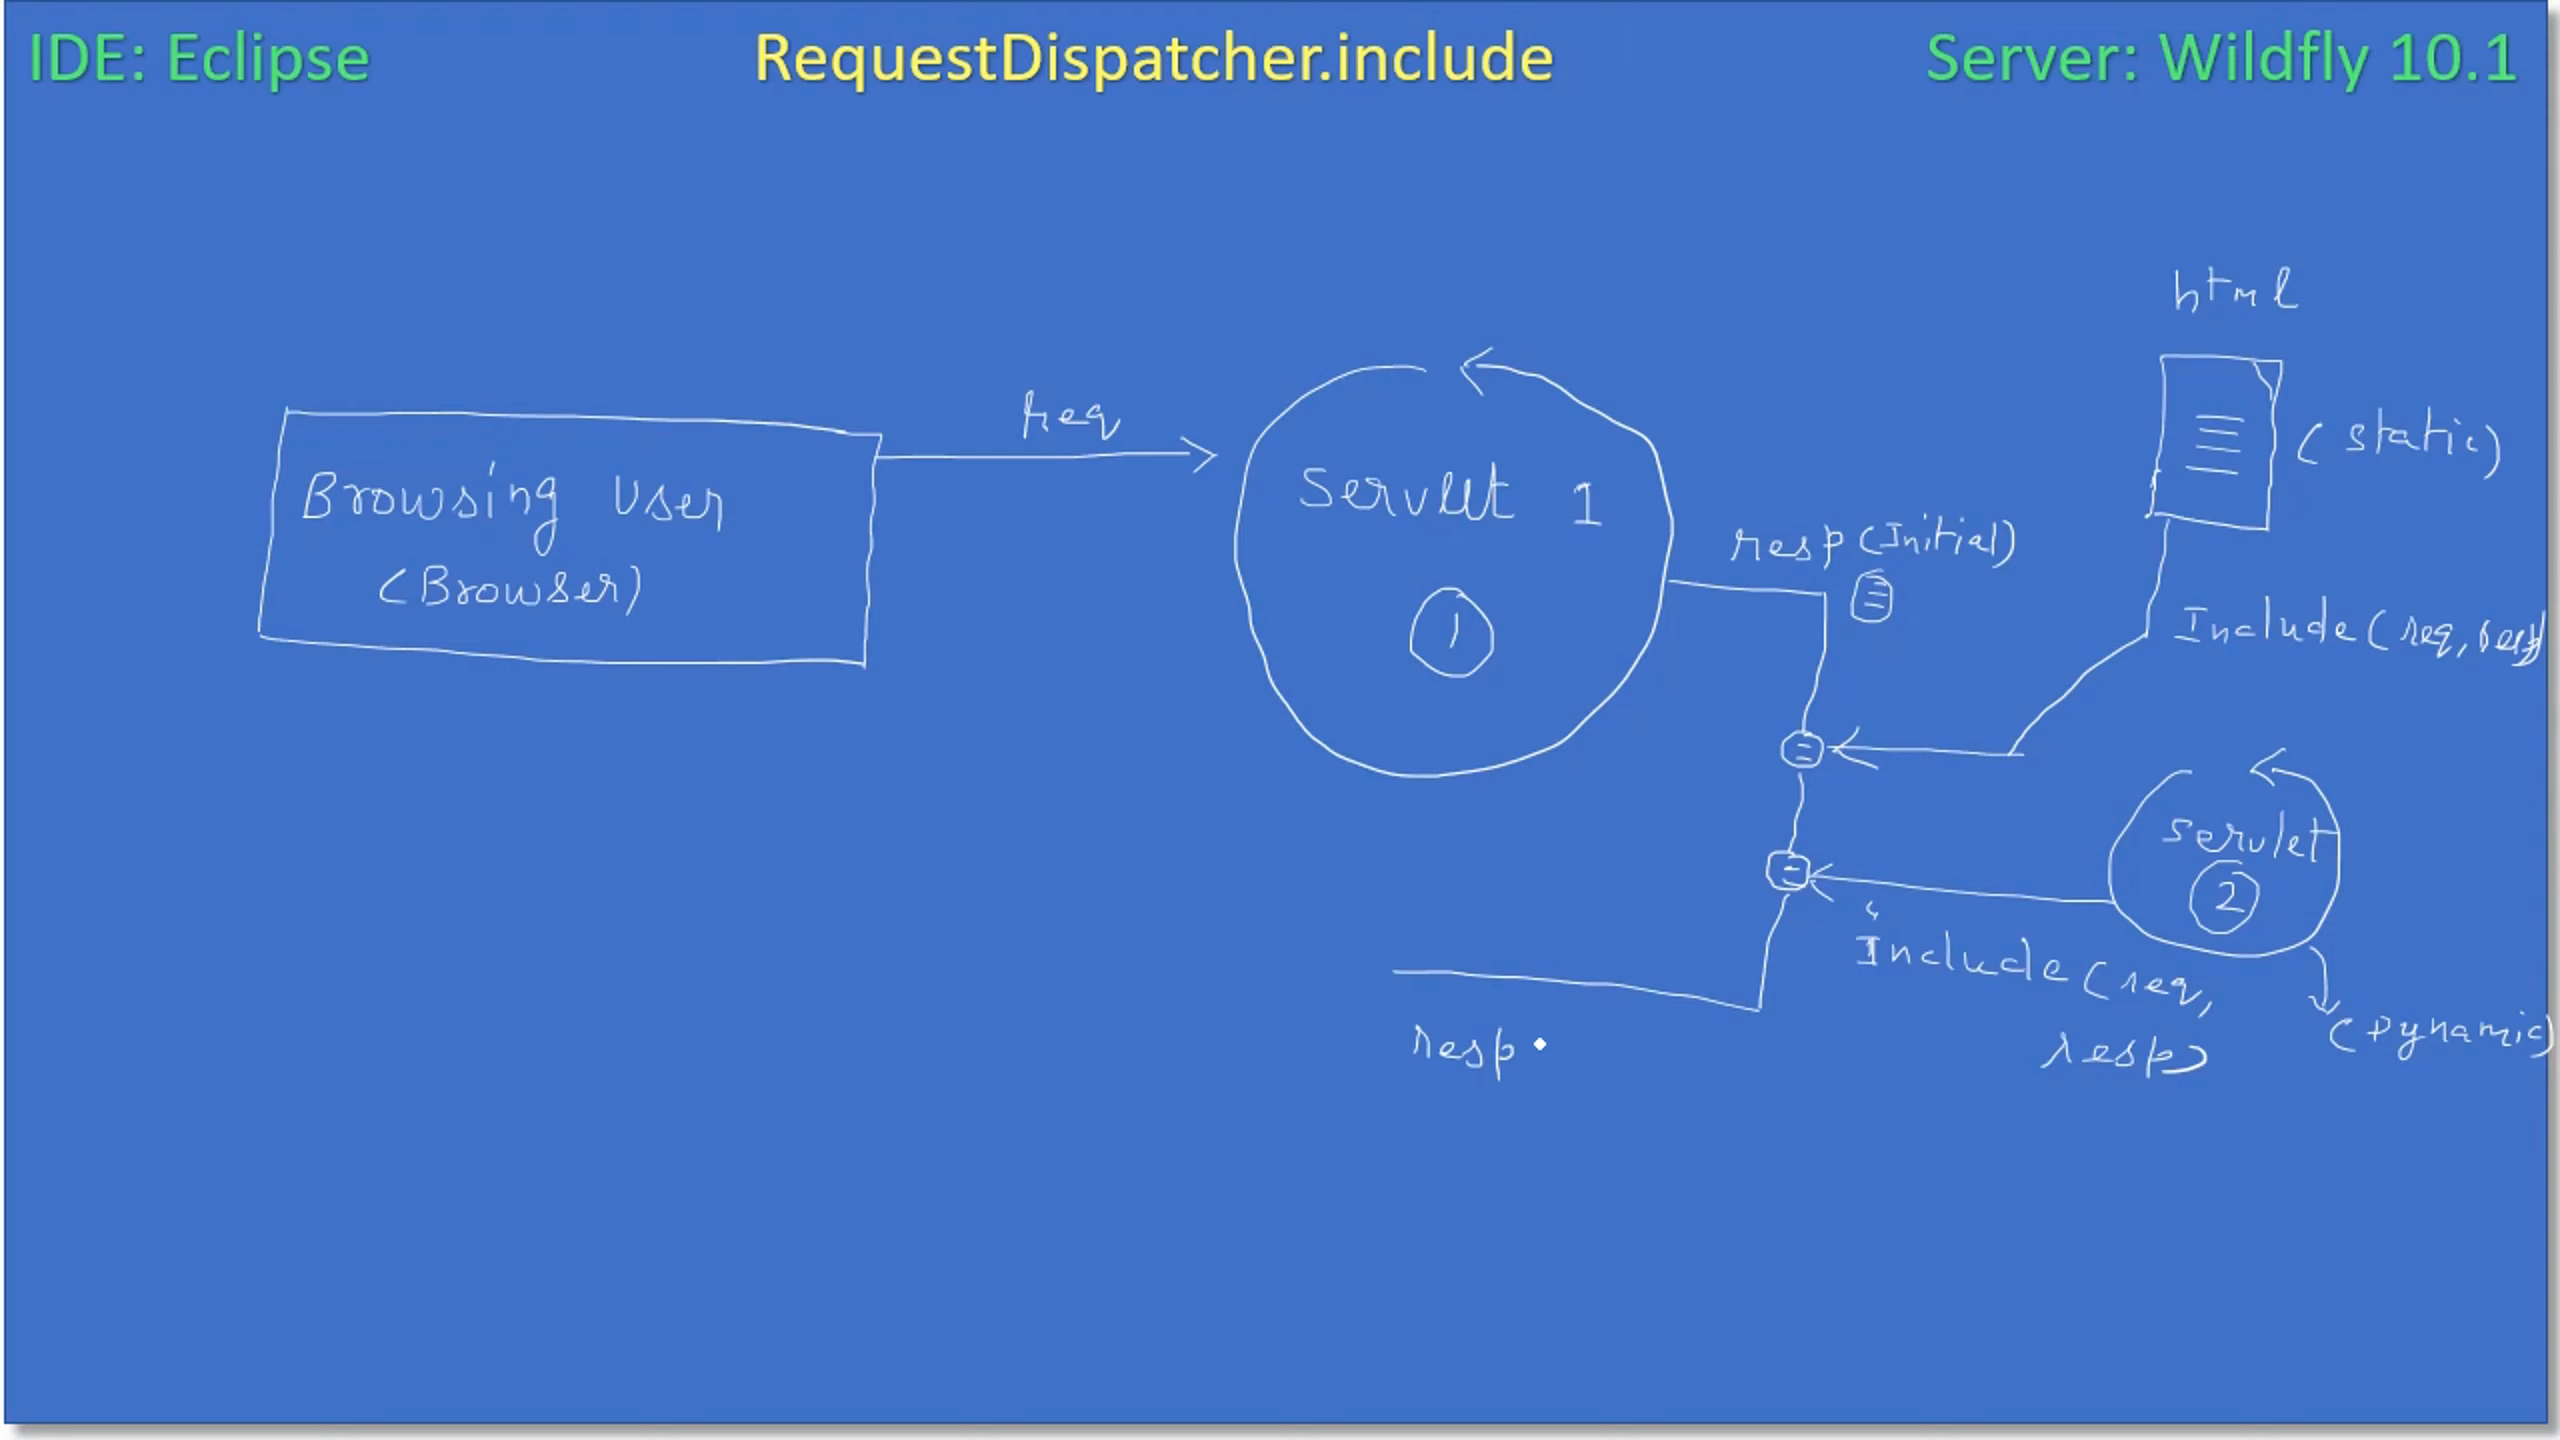 IDE: Eclipse
RequestDispatcher.include
Server: Wildfly 10.1
html
req
(static)
Browsing User
(Browser)
Servlet 1
1
resp (Initial)
Include (req,
servlet
2
Include (req,
resp)
(Dynamic)
resp